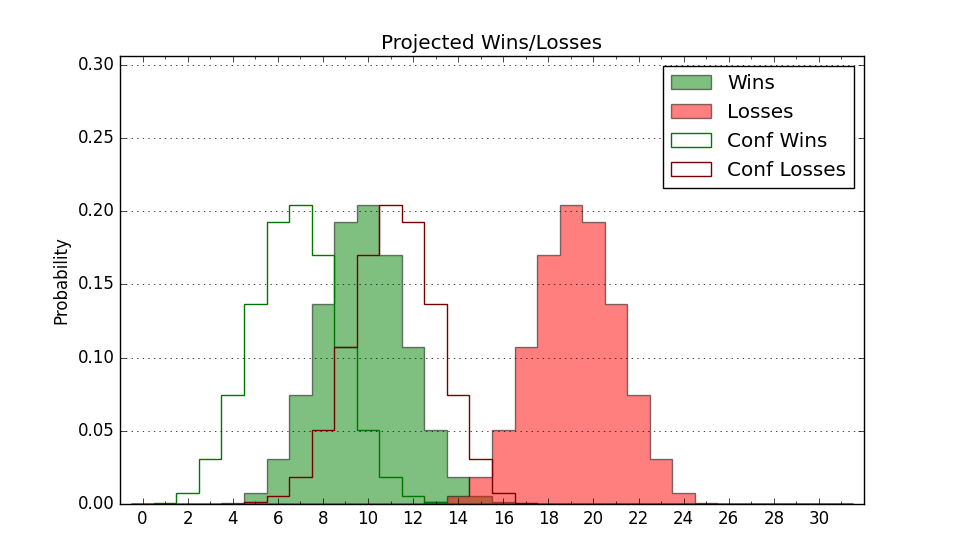 Projected Wins/Losses
0.30
0.25
0.20
0.15
0.10
0.05
0.00
Probability
Wins
Losses
Conf Wins
Conf Losses
0 2 4 6 8 10 12 14 16 18 20 22 24 26 28 30